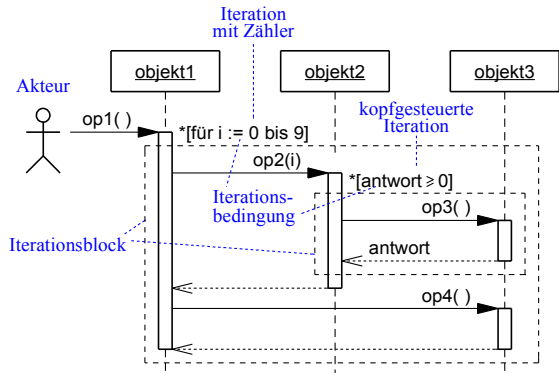 Iteration
mit Zähler
objekt1
objekt2
objekt3
Akteur
kopfgesteuerte
Iteration
op1( )
*[für i := 0 bis 9]
op2(i)
*[antwort ≥ 0]
Iterations-
bedingung
op3( )
Iterationsblock
antwort
op4( )